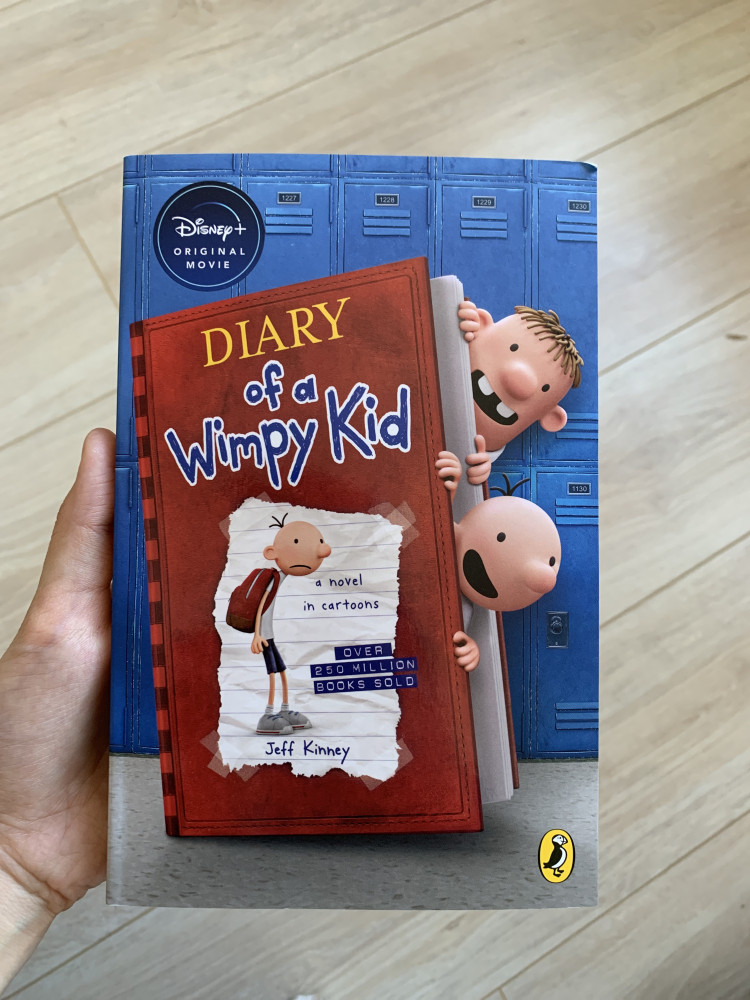 1227
1228
1229
1230
Disney+
ORIGINAL
MOVIE
DIARY
of a
Wimpy Kid
1130
a novel
in cartoons
OVER
250 MILLION
BOOKS SOLD
Jeff Kinney